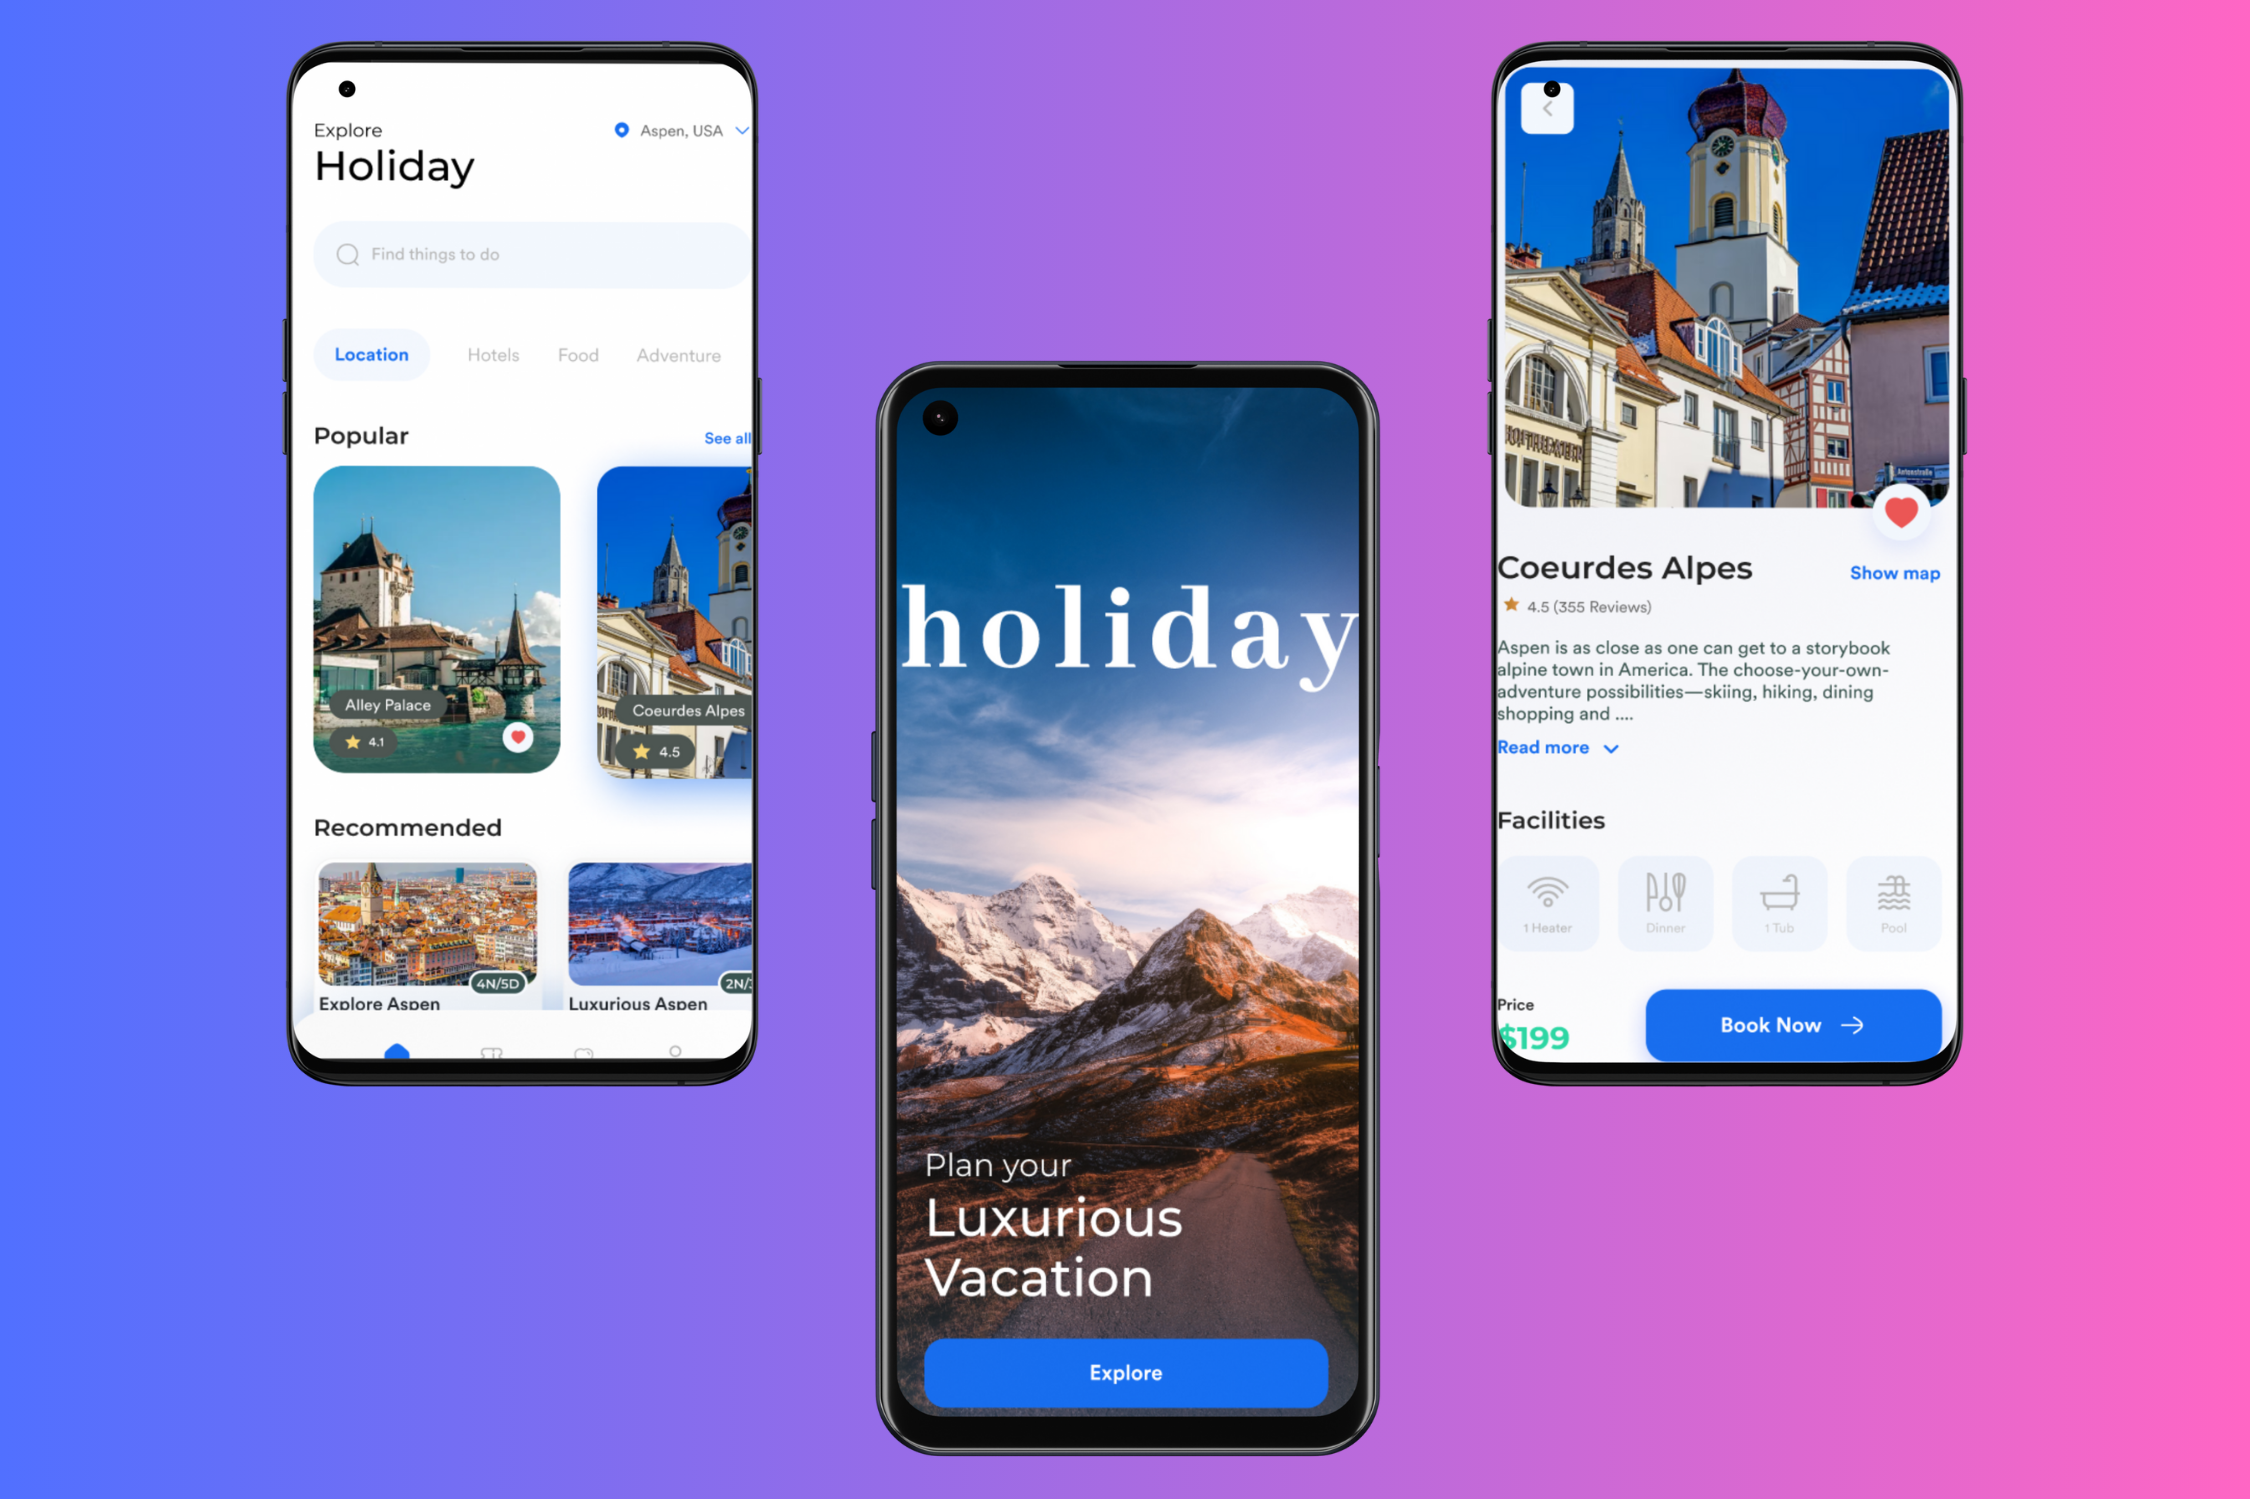 Explore
Aspen, USA
Holiday
Find things to do
Location
Hotels
Food
Adventure
Popular
See all
Alley Palace
4.1
Coeurdes Alpes
4.5
Recommended
4N/5D
2N/
Explore Aspen
Luxurious Aspen
holiday
Plan your
Luxurious
Vacation
Explore
Coeurdes Alpes
Show map
4.5 (355 Reviews)
Aspen is as close as one can get to a storybook
alpine town in America. The choose-your-own-
adventure possibilities—skiing, hiking, dining
shopping and ....
Read more
Facilities
1 Heater
Dinner
1 Tub
Pool
Price
$199
Book Now